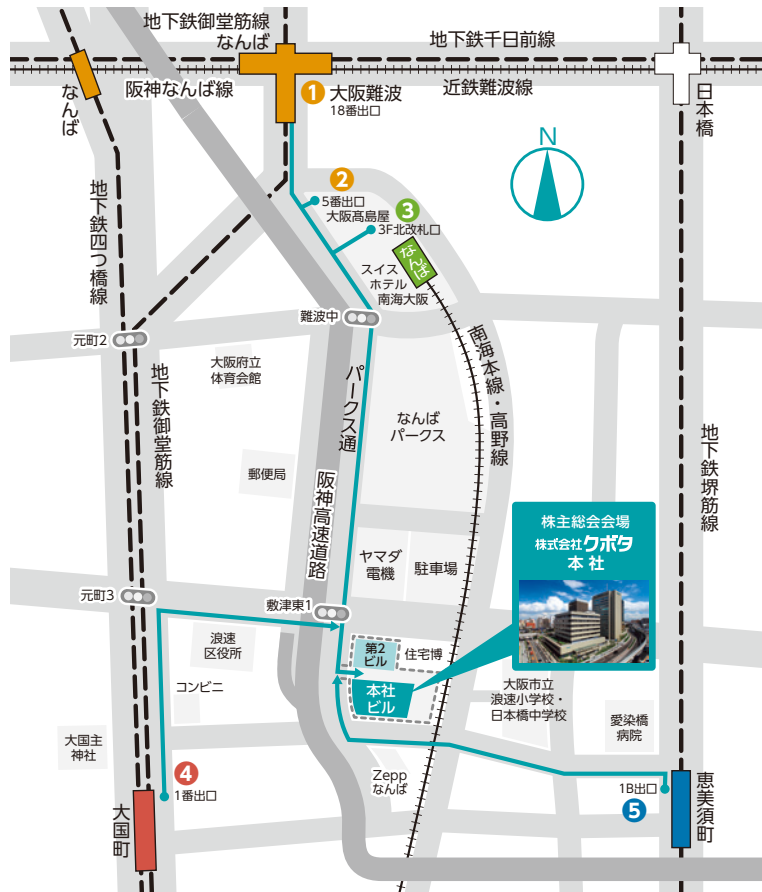 地下鉄御堂筋線
なんば
地下鉄千日前線
なんば
阪神なんば線
近鉄難波線
日本橋
1 大阪難波
18番出口
2
5番出口
大阪髙島屋
3
3F北改札口
なんば
スイス
ホテル
南海大阪
N
地下鉄四つ橋線
難波中
元町2
大阪府立
体育会館
地下鉄御堂筋線
パークス通
なんば
パークス
南海本線・高野線
地下鉄堺筋線
郵便局
阪神高速道路
ヤマダ
電機
駐車場
株主総会会場
株式会社クボタ
本社
元町3
敷津東1
浪速
区役所
第2
ビル
住宅博
コンビニ
本社
ビル
大阪市立
浪速小学校・
日本橋中学校
愛染橋
病院
大国主
神社
4
1番出口
大国町
Zepp
なんば
1B出口
5
恵美須町